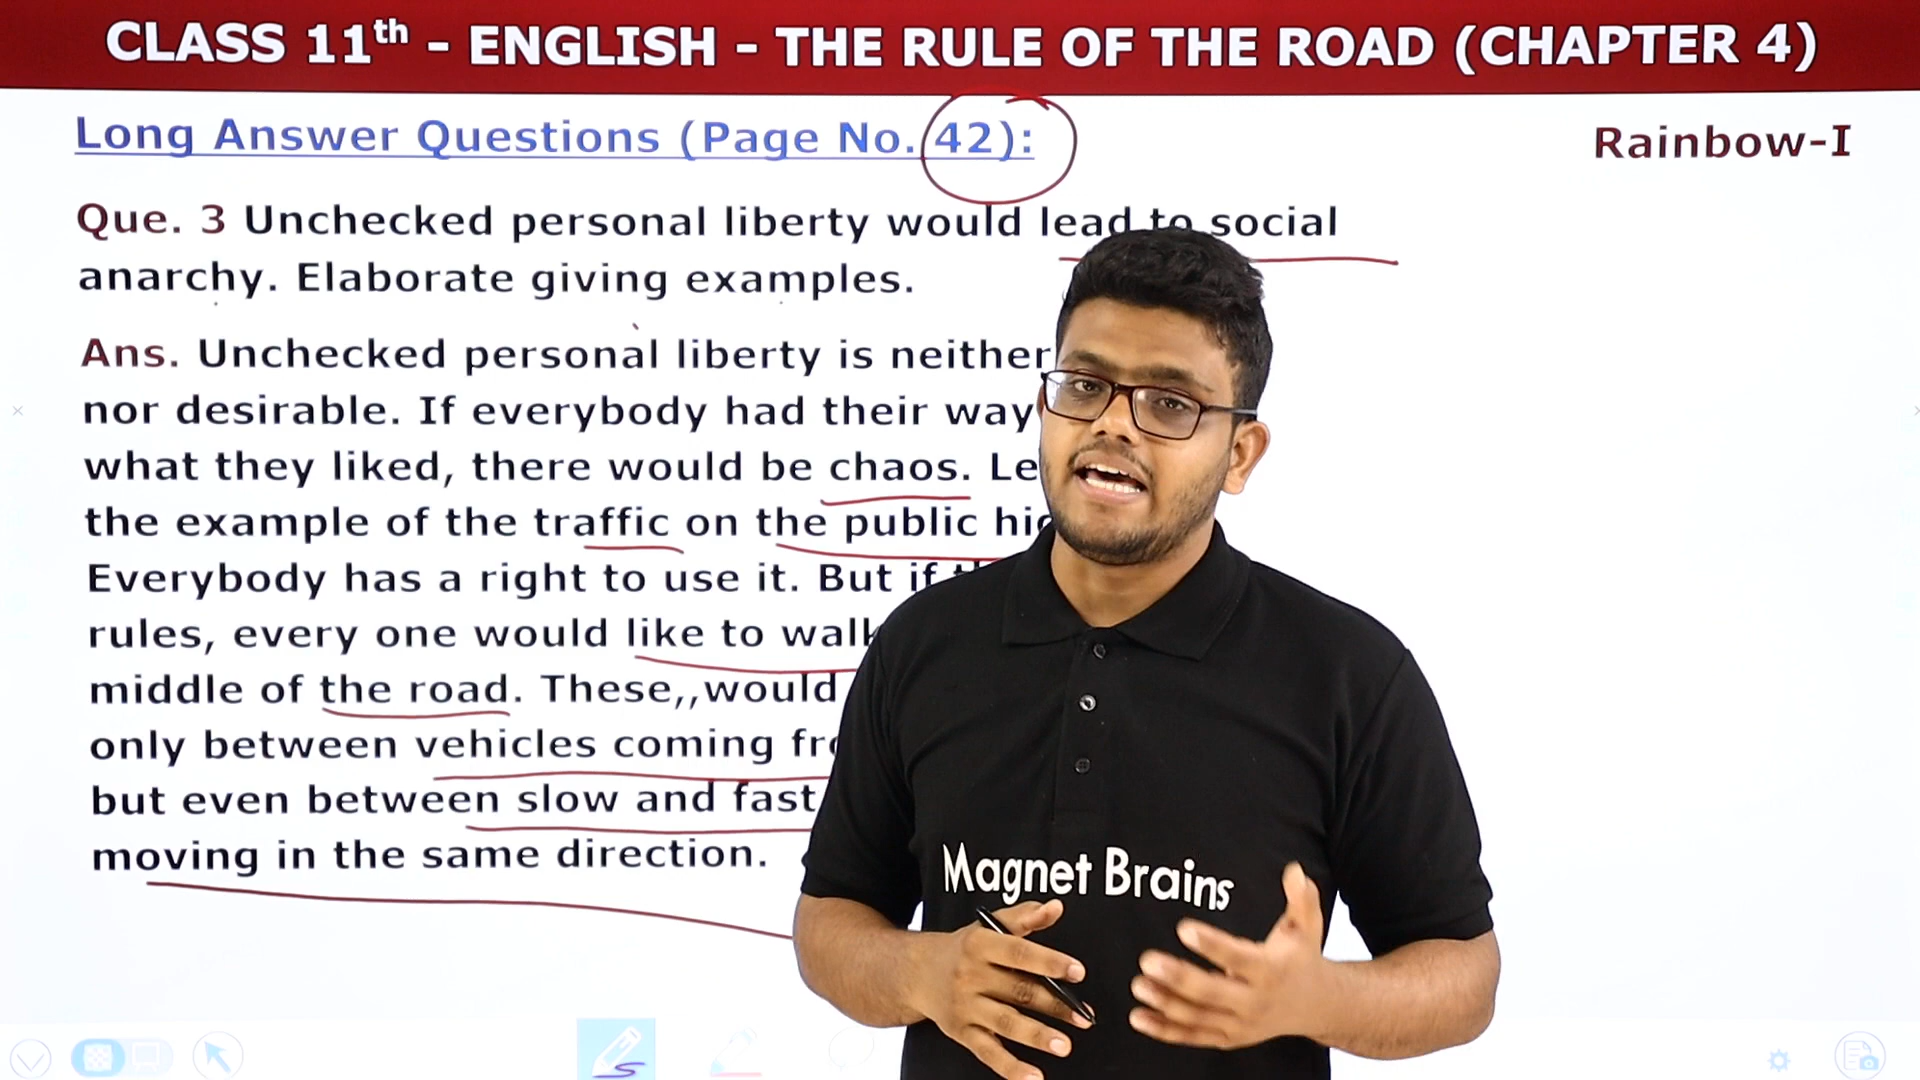 CLASS 11th - ENGLISH - THE RULE OF THE ROAD (CHAPTER 4)
Long Answer Questions (Page No. 42):
Rainbow-I
Que. 3 Unchecked personal liberty would lead to social
anarchy. Elaborate giving examples.
Ans. Unchecked personal liberty is neither
nor desirable. If everybody had their way
what they liked, there would be chaos.
the example of the traffic on the public
Everybody has a right to use it. But if
rules, every one would like to walk
middle of the road. These,,would
only between vehicles coming
but even between slow and fast
moving in the same direction.
Magnet Brains